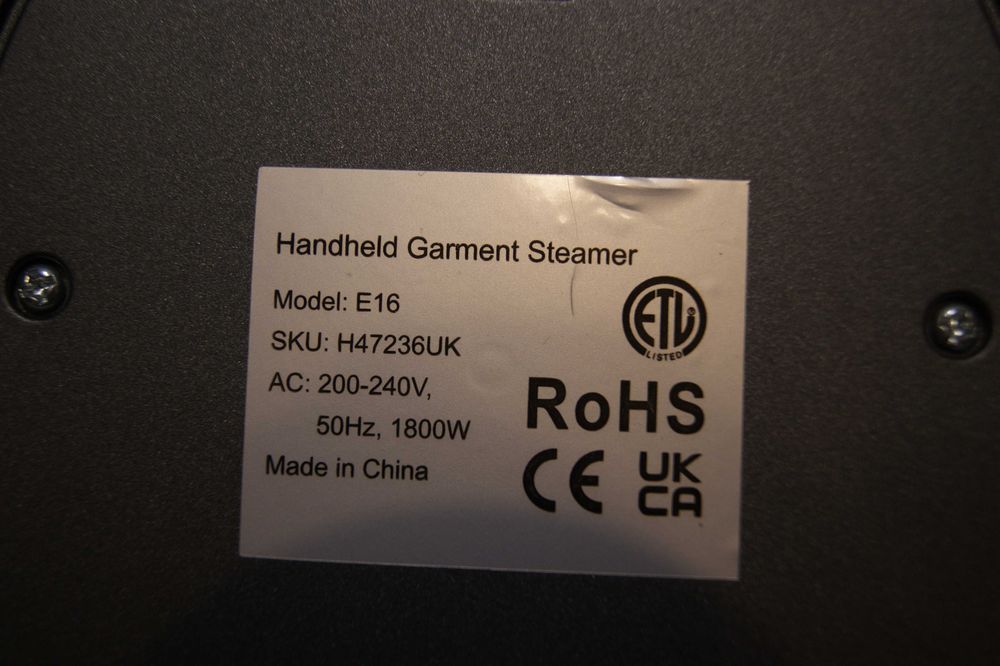 Handheld Garment Steamer
Model: E16
SKU: H47236UK
AC: 200-240V,
50Hz, 1800W
Made in China
ETL®
LISTED
RoHS
CE
UK
CA